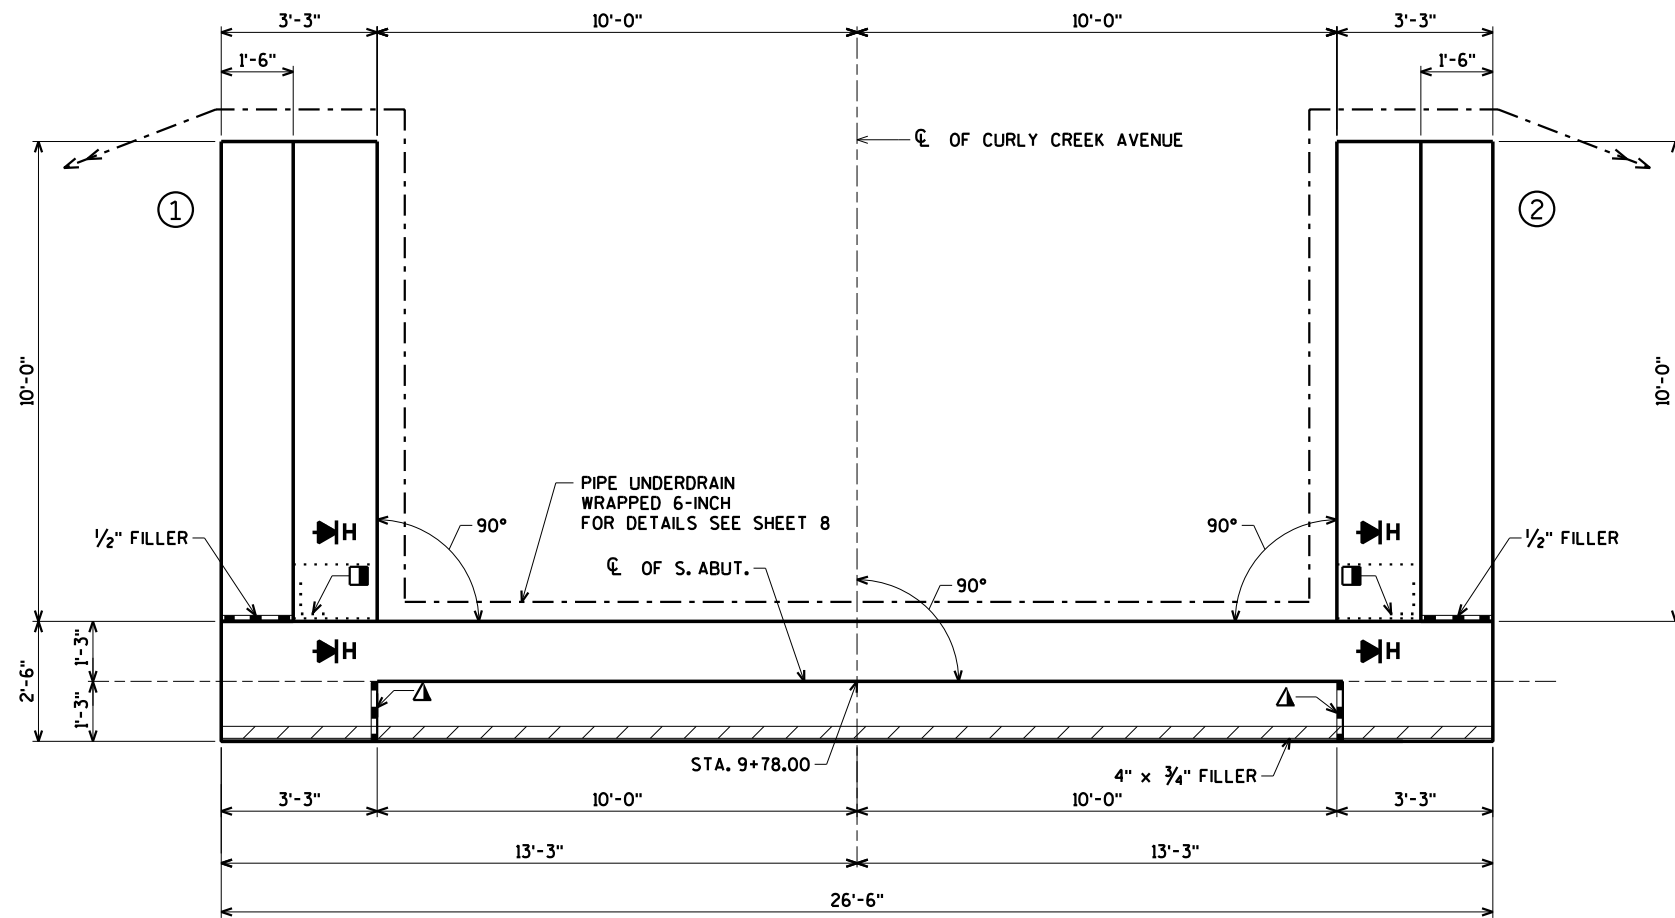 3'-3" 10'-0" 10'-0" 3'-3"
1'-6" 1'-6"
℄ OF CURLY CREEK AVENUE
1 2
10'-0" 10'-0"
PIPE UNDERDRAIN
WRAPPED 6-INCH
FOR DETAILS SEE SHEET 8
90° 90°
½" FILLER ½" FILLER
H H
℄ OF S. ABUT.
90°
H H
1'-3"
2'-6"
1'-3"
STA. 9+78.00
4" x ¾" FILLER
3'-3" 10'-0" 10'-0" 3'-3"
13'-3" 13'-3"
26'-6"